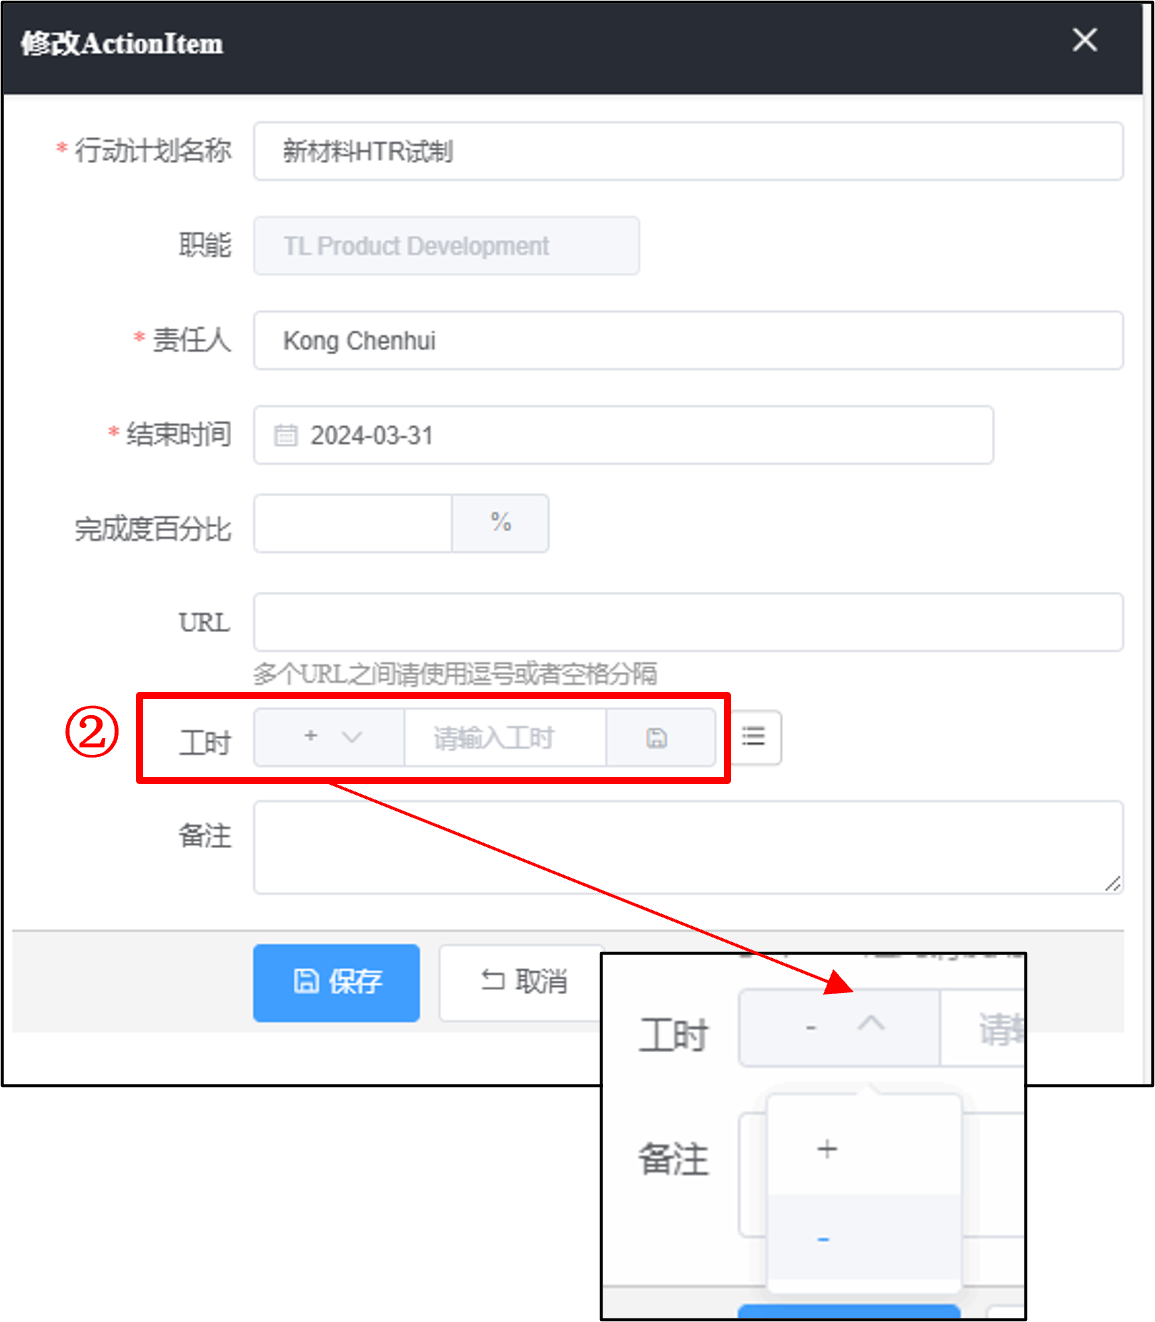 修改ActionItem
* 行动计划名称 新材料HTR试制
职能 TL Product Development
* 责任人 Kong Chenhui
* 结束时间 2024-03-31
完成度百分比 %
URL
多个URL之间请使用逗号或者空格分隔
② 工时 + 请输入工时
备注
保存 取消
工时 - 请输
备注
+
-